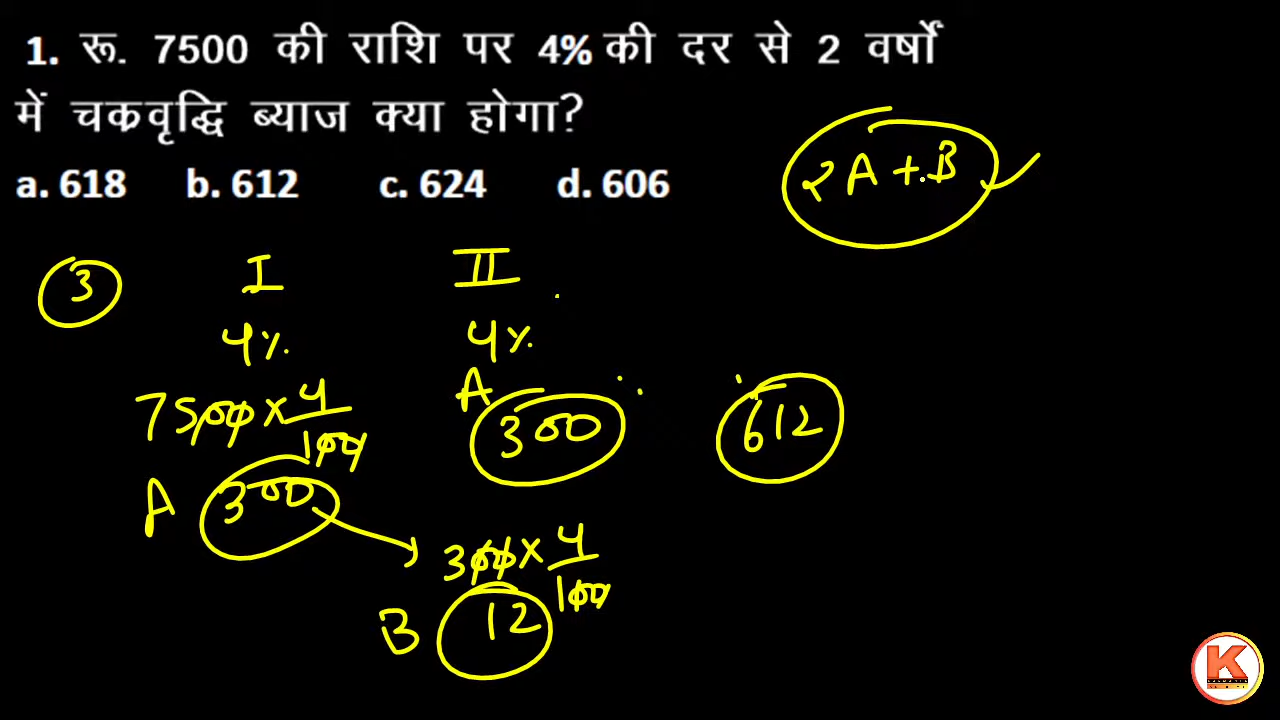 1. रू. 7500 की राशि पर 4% की दर से 2 वर्षों
में चक्रवृद्धि ब्याज क्या होगा?
a. 618 b. 612 c. 624 d. 606
2A + B
3 I II
4% 4%
7500 × 4/100 A 300 612
A 300
300 × 4/100
B 12
K